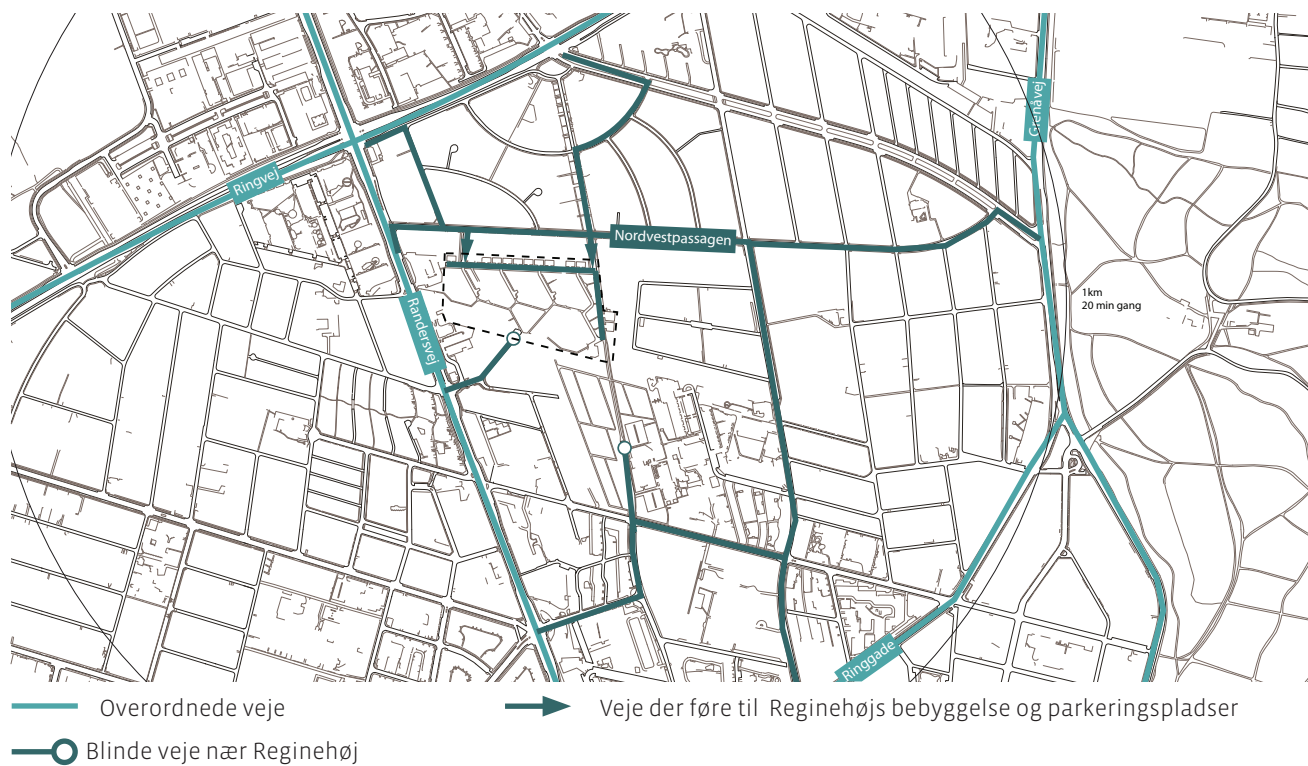 Grenåvej
Ringvej
Nordvestpassagen
1km
20 min gang
Randersvej
Ringgade
Overordnede veje
Veje der føre til Reginehøjs bebyggelse og parkeringspladser
Blinde veje nær Reginehøj